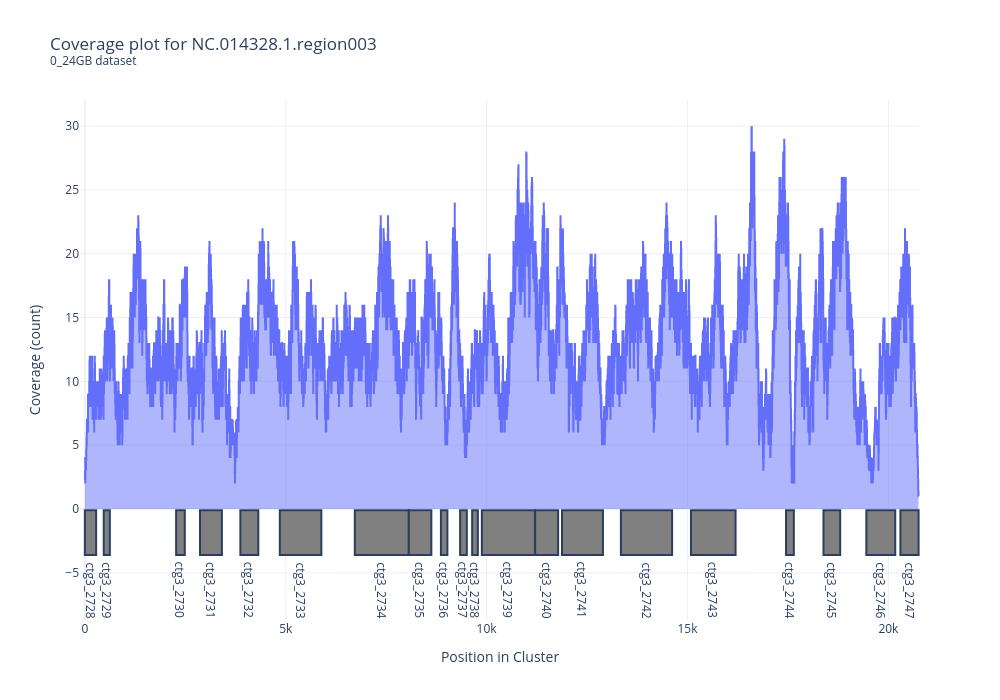 Coverage plot for NC.014328.1.region003
0_24GB dataset
30
25
20
15
10
5
0
−5
Coverage (count)
ctg3_2728
ctg3_2729
ctg3_2730
ctg3_2731
ctg3_2732
ctg3_2733
ctg3_2734
ctg3_2735
ctg3_2736
ctg3_2737
ctg3_2738
ctg3_2739
ctg3_2740
ctg3_2741
ctg3_2742
ctg3_2743
ctg3_2744
ctg3_2745
ctg3_2746
ctg3_2747
0 5k 10k 15k 20k
Position in Cluster